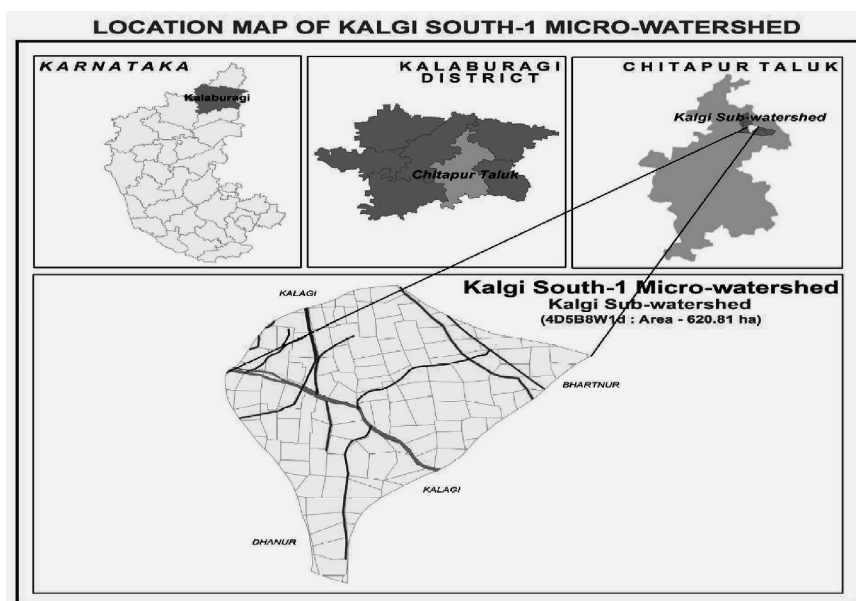 LOCATION MAP OF KALGI SOUTH-1 MICRO-WATERSHED
KARNATAKA
Kalaburagi
KALABURAGI
DISTRICT
Chitapur Taluk
CHITAPUR TALUK
Kalgi Sub-watershed
Kalgi South-1 Micro-watershed
Kalgi Sub-watershed
(4D5B8W1d : Area - 620.81 ha)
KALAGI
BHARTNUR
KALAGI
DHANUR